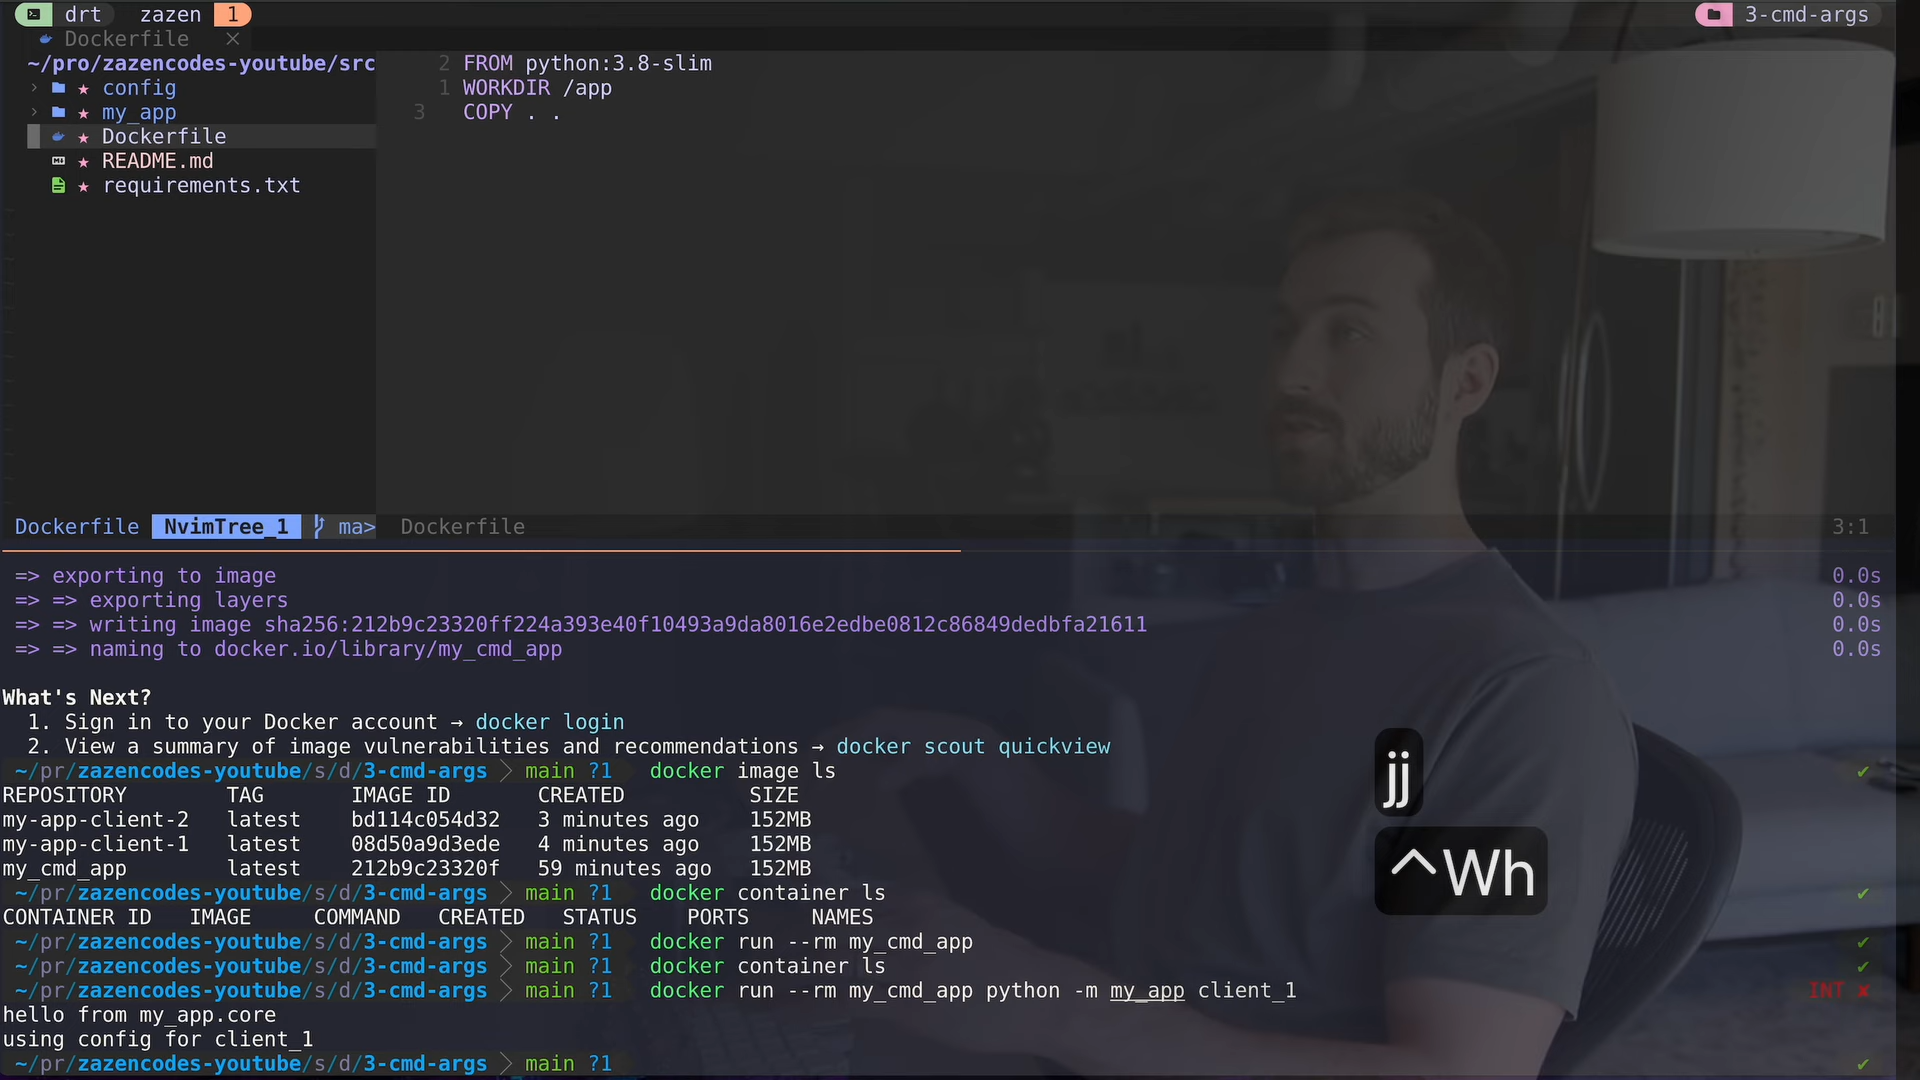 drt zazen 1 3-cmd-args
Dockerfile ×
~/pro/zazencodes-youtube/src
config
my_app
Dockerfile
README.md
requirements.txt
2 FROM python:3.8-slim
1 WORKDIR /app
3 COPY . .
Dockerfile NvimTree_1 ma> Dockerfile 3:1
=> exporting to image 0.0s
=> => exporting layers 0.0s
=> => writing image sha256:212b9c23320ff224a393e40f10493a9da8016e2edbe0812c86849dedbfa21611 0.0s
=> => naming to docker.io/library/my_cmd_app 0.0s
What's Next?
1. Sign in to your Docker account → docker login
2. View a summary of image vulnerabilities and recommendations → docker scout quickview
~/pr/zazencodes-youtube/s/d/3-cmd-args main ?1 docker image ls ✔
REPOSITORY TAG IMAGE ID CREATED SIZE
my-app-client-2 latest bd114c054d32 3 minutes ago 152MB
my-app-client-1 latest 08d50a9d3ede 4 minutes ago 152MB
my_cmd_app latest 212b9c23320f 59 minutes ago 152MB
~/pr/zazencodes-youtube/s/d/3-cmd-args main ?1 docker container ls ✔
CONTAINER ID IMAGE COMMAND CREATED STATUS PORTS NAMES
~/pr/zazencodes-youtube/s/d/3-cmd-args main ?1 docker run --rm my_cmd_app ✔
~/pr/zazencodes-youtube/s/d/3-cmd-args main ?1 docker container ls ✔
~/pr/zazencodes-youtube/s/d/3-cmd-args main ?1 docker run --rm my_cmd_app python -m my_app client_1 INT ✘
hello from my_app.core
using config for client_1
~/pr/zazencodes-youtube/s/d/3-cmd-args main ?1 ✔
jj
^Wh